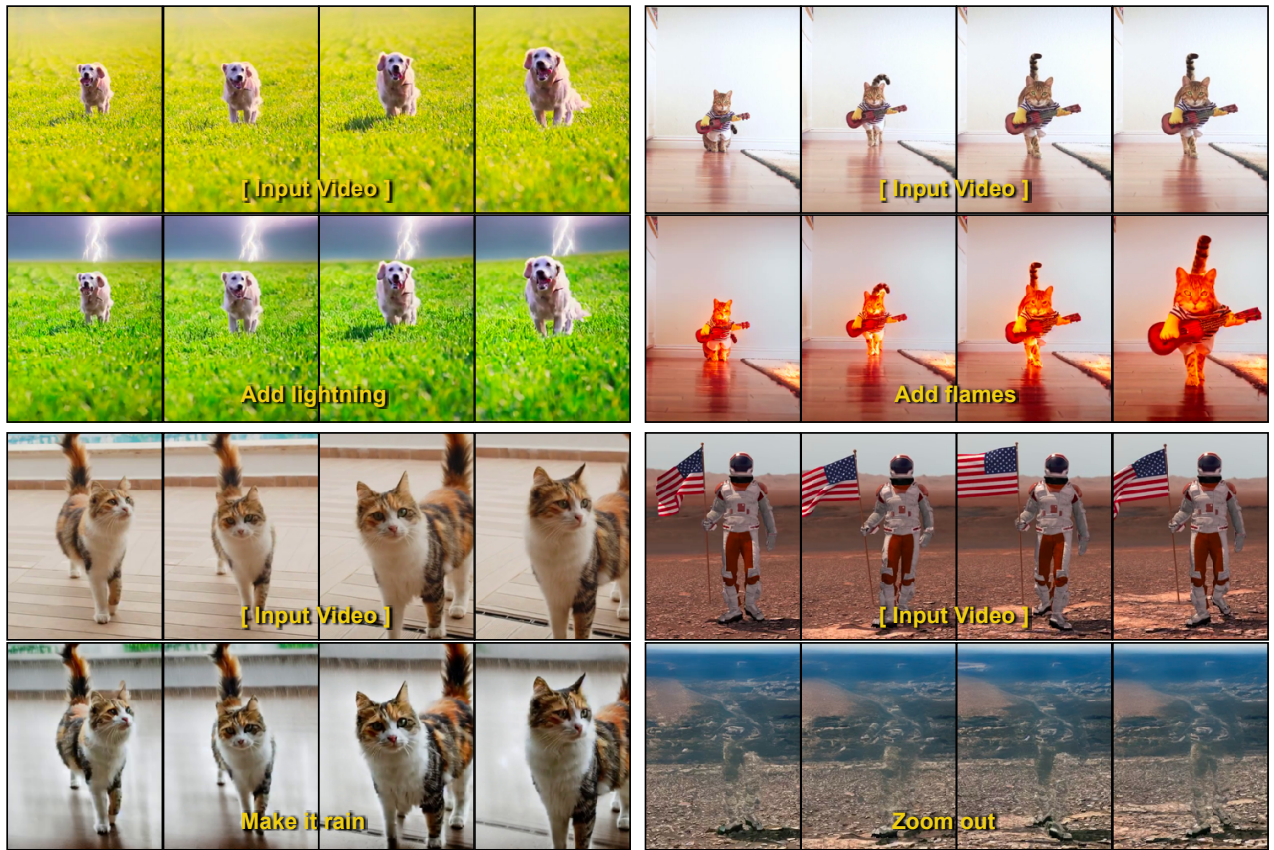 [ Input Video ]
[ Input Video ]
Add lightning
Add flames
[ Input Video ]
[ Input Video ]
Make it rain
Zoom out